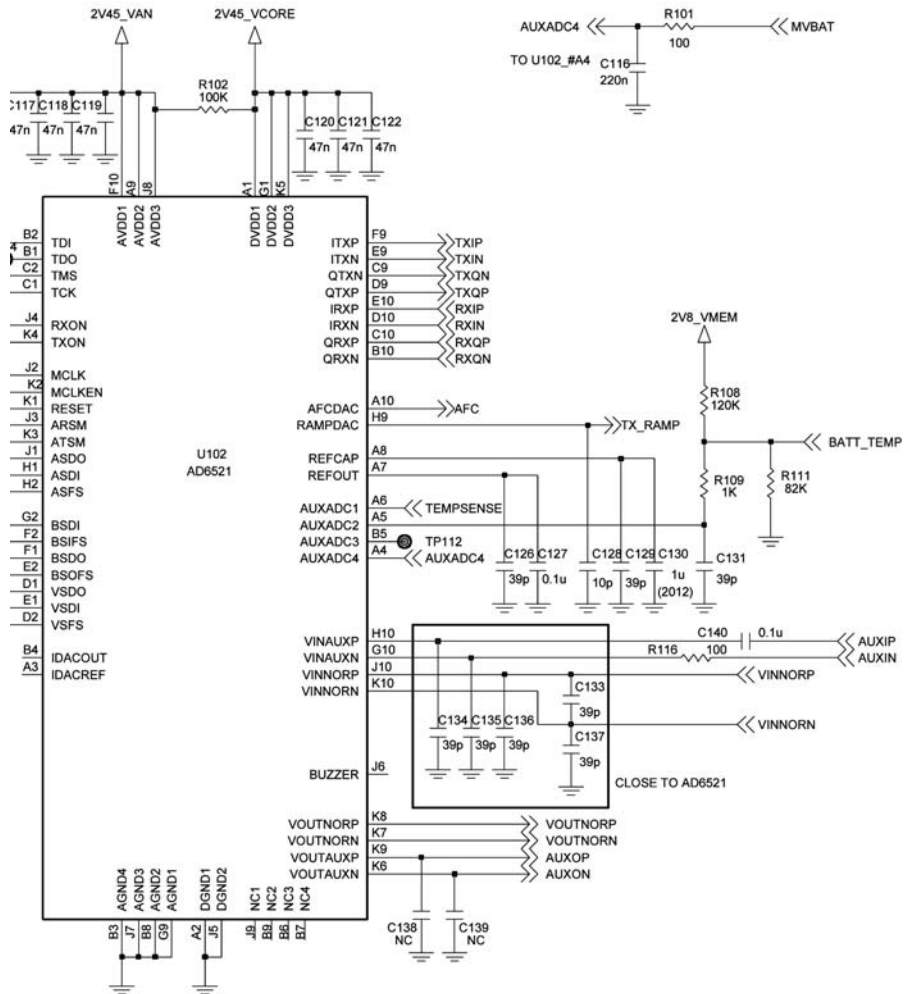 2V45_VAN
2V45_VCORE
R102
100K
C117
47n
C118
47n
C119
47n
C120
47n
C121
47n
C122
47n
AUXADC4
R101
100
MVBAT
TO U102_#A4
C116
220n
F10
A9
J8
A1
G1
K5
AVDD1
AVDD2
AVDD3
DVDD1
DVDD2
DVDD3
B2 TDI
B1 TDO
C2 TMS
C1 TCK
J4 RXON
K4 TXON
J2 MCLK
K2 MCLKEN
K1 RESET
J3 ARSM
K3 ATSM
J1 ASDO
H1 ASDI
H2 ASFS
G2 BSDI
F2 BSIFS
F1 BSDO
E2 BSOFS
D1 VSDO
E1 VSDI
D2 VSFS
B4 IDACOUT
A3 IDACREF
U102
AD6521
ITXP F9 TXIP
ITXN E9 TXIN
QTXN C9 TXQN
QTXP D9 TXQP
IRXP E10 RXIP
IRXN D10 RXIN
QRXP C10 RXQP
QRXN B10 RXQN
AFCDAC A10 AFC
RAMPDAC H9 TX_RAMP
REFCAP A8
REFOUT A7
AUXADC1 A6 TEMPSENSE
AUXADC2 A5
AUXADC3 B5 TP112
AUXADC4 A4 AUXADC4
2V8_VMEM
R108
120K
BATT_TEMP
R109
1K
R111
82K
C126
39p
C127
0.1u
C128
10p
C129
39p
C130
1u
(2012)
C131
39p
VINAUXP H10
VINAUXN G10
VINNORP J10
VINNORN K10
C140 0.1u AUXIP
R116 100 AUXIN
VINNORP
VINNORN
C133
39p
C134
39p
C135
39p
C136
39p
C137
39p
CLOSE TO AD6521
BUZZER J6
VOUTNORP K8 VOUTNORP
VOUTNORN K7 VOUTNORN
VOUTAUXP K9 AUXOP
VOUTAUXN K6 AUXON
C138
NC
C139
NC
AGND4
AGND3
AGND2
AGND1
DGND1
DGND2
NC1
NC2
NC3
NC4
B3
J7
B8
G9
A2
J5
J9
B9
B6
B7